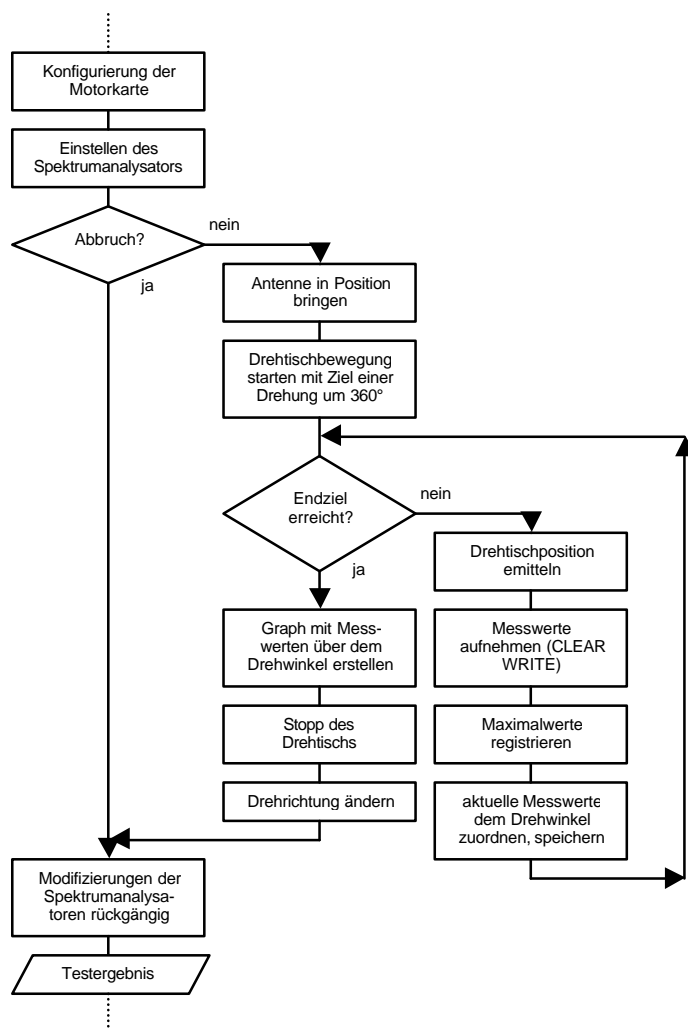 Konfigurierung der
Motorkarte
Einstellen des
Spektrumanalysators
Abbruch?
nein
ja
Antenne in Position
bringen
Drehtischbewegung
starten mit Ziel einer
Drehung um 360°
Endziel
erreicht?
nein
ja
Drehtischposition
emitteln
Messwerte
aufnehmen (CLEAR
WRITE)
Maximalwerte
registrieren
aktuelle Messwerte
dem Drehwinkel
zuordnen, speichern
Graph mit Mess-
werten über dem
Drehwinkel erstellen
Stopp des
Drehtischs
Drehrichtung ändern
Modifizierungen der
Spektrumanalysa-
toren rückgängig
Testergebnis